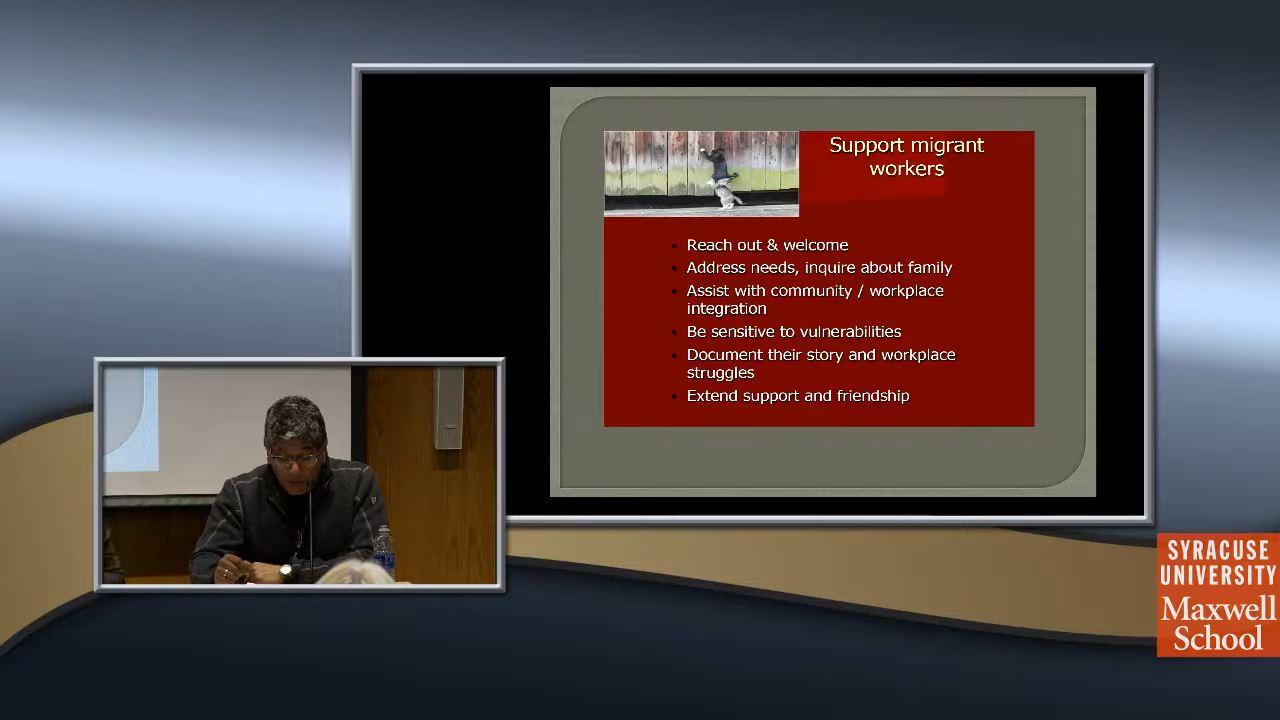 Support migrant
workers
Reach out & welcome
Address needs, inquire about family
Assist with community / workplace
integration
Be sensitive to vulnerabilities
Document their story and workplace
struggles
Extend support and friendship
SYRACUSE
UNIVERSITY
Maxwell
School